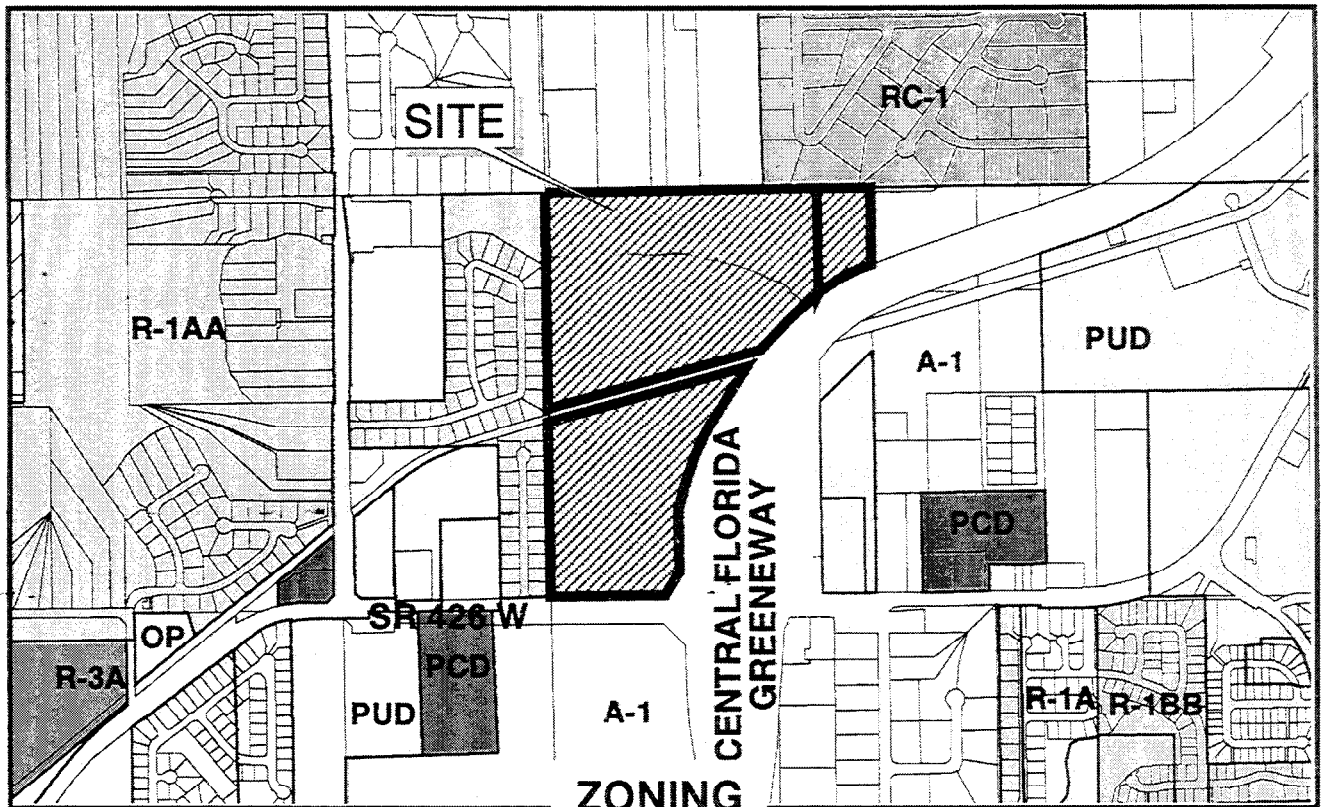 RC-1
SITE
R-1AA
A-1
PUD
CENTRAL FLORIDA
GREENEWAY
PCD
SR 426 W
OP
R-3A
PCD
PUD
A-1
R-1A
R-1BB
ZONING